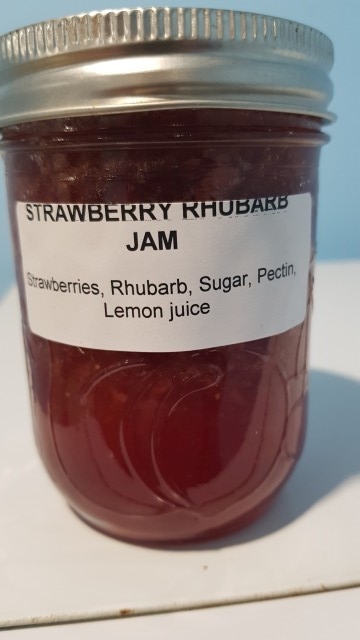 STRAWBERRY RHUBARB
JAM
Strawberries, Rhubarb, Sugar, Pectin,
Lemon juice